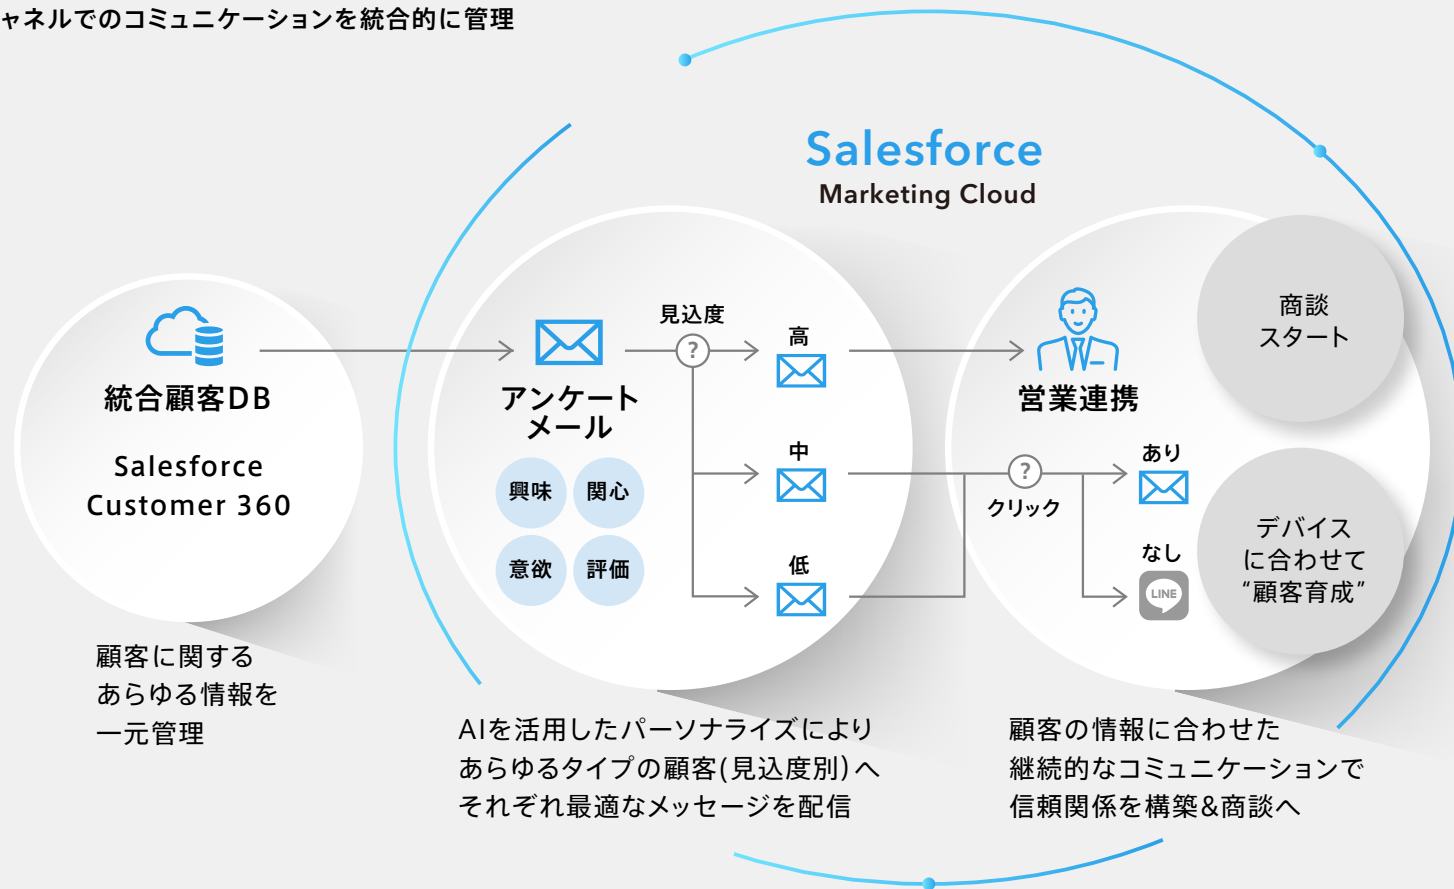 ャネルでのコミュニケーションを統合的に管理
Salesforce
Marketing Cloud
統合顧客DB
Salesforce
Customer 360
顧客に関する
あらゆる情報を
一元管理
アンケート
メール
興味
関心
意欲
評価
見込度
?
高
中
低
AIを活用したパーソナライズにより
あらゆるタイプの顧客(見込度別)へ
それぞれ最適なメッセージを配信
営業連携
商談
スタート
?
クリック
あり
なし
LINE
デバイス
に合わせて
“顧客育成”
顧客の情報に合わせた
継続的なコミュニケーションで
信頼関係を構築&商談へ